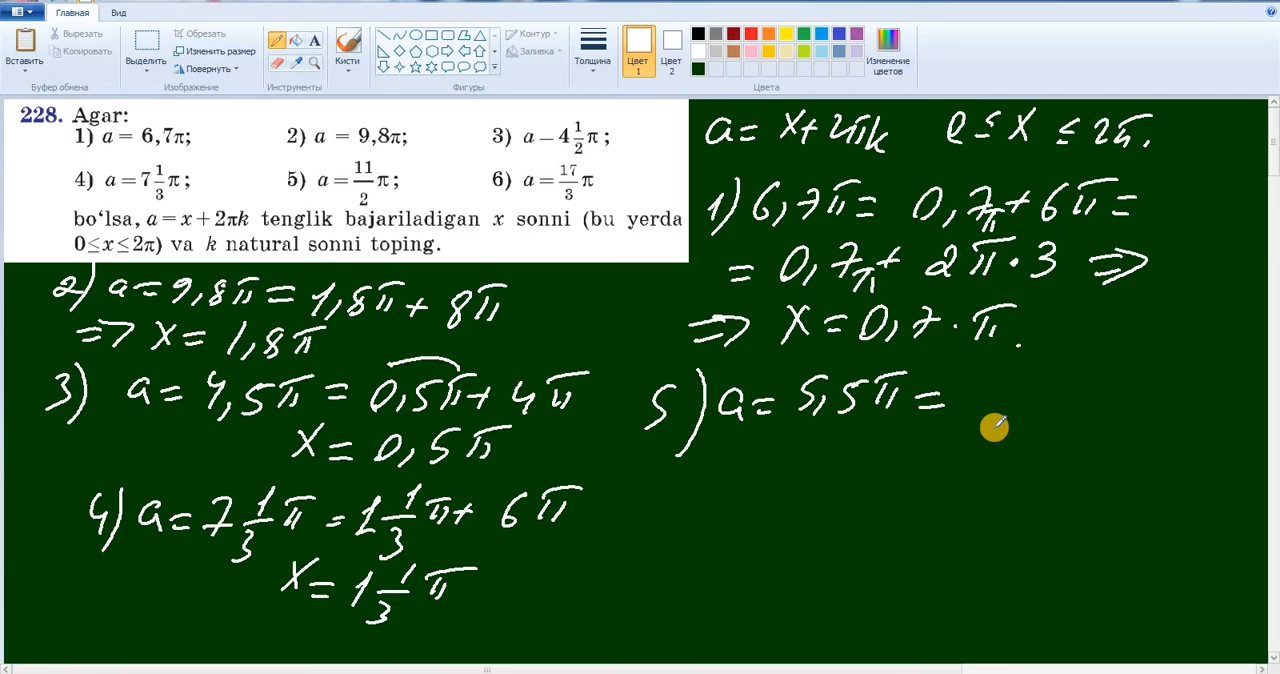 Главная Вид
Вставить
Вырезать
Копировать
Буфер обмена
Выделить
Обрезать
Изменить размер
Повернуть
Изображение
A
Инструменты
Кисти
Контур
Заливка
Фигуры
Толщина
Цвет 1
Цвет 2
Изменение цветов
Цвета
228. Agar:
1) a = 6,7π; 2) a = 9,8π; 3) a – 4 1/2 π;
4) a = 7 1/3 π; 5) a = 11/2 π; 6) a = 17/3 π
bo‘lsa, a = x + 2πk tenglik bajariladigan x sonni (bu yerda
0≤x≤2π) va k natural sonni toping.
a = x + 2πk 0 ≤ x ≤ 2π.
1) 6,7π = 0,7π + 6π =
= 0,7π + 2π · 3 ⇒
⇒ x = 0,7 · π.
2) a = 9,8π = 1,8π + 8π
⇒ x = 1,8π
3) a = 4,5π = 0,5π + 4π
x = 0,5π
4) a = 7 1/3 π = 1 1/3 π + 6π
x = 1 1/3 π
5) a = 5,5π =